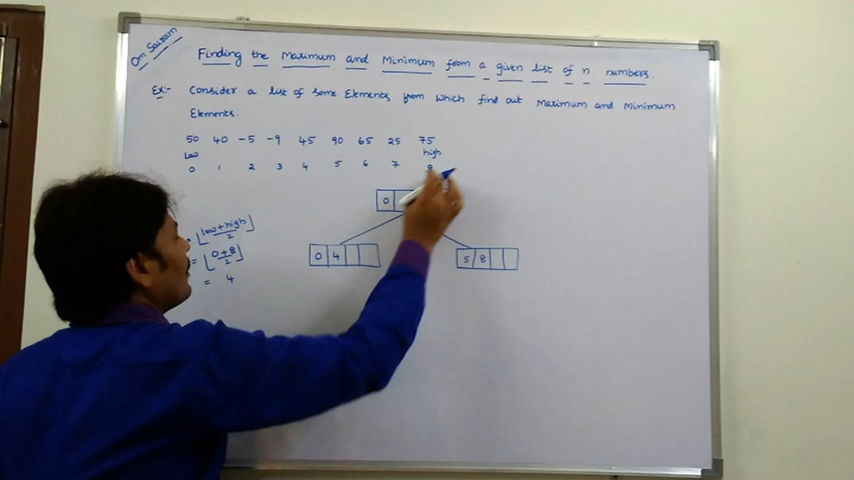 Om Sairam
Finding the Maximum and Minimum from a given list of n numbers.
Ex:- Consider a list of some Elements from which find out Maximum and Minimum
Elements.
50 40 -5 -9 45 90 65 25 75
Low high
0 1 2 3 4 5 6 7 8
0
= ⌊low+high/2⌋
= ⌊0+8/2⌋
= 4
0 4
5 8